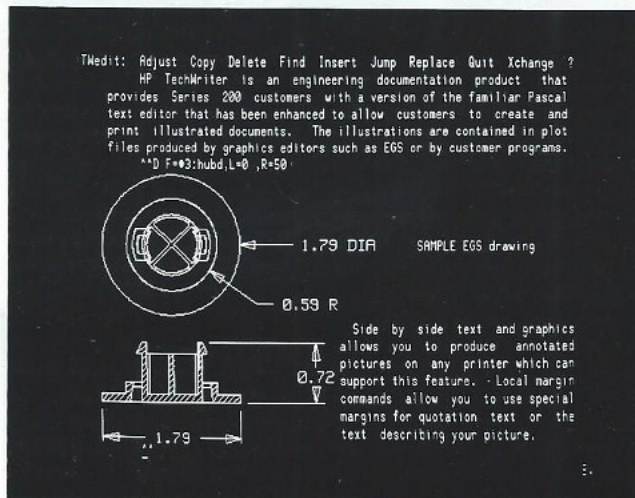 TWedit: Adjust Copy Delete Find Insert Jump Replace Quit Xchange ?
HP TechWriter is an engineering documentation product that
provides Series 200 customers with a version of the familiar Pascal
text editor that has been enhanced to allow customers to create and
print illustrated documents. The illustrations are contained in plot
files produced by graphics editors such as EGS or by customer programs.
^^D F=#3:hubd,L=0 ,R=50
1.79 DIA
SAMPLE EGS drawing
0.59 R
Side by side text and graphics
allows you to produce annotated
pictures on any printer which can
support this feature. Local margin
commands allow you to use special
margins for quotation text or the
text describing your picture.
0.72
1.79